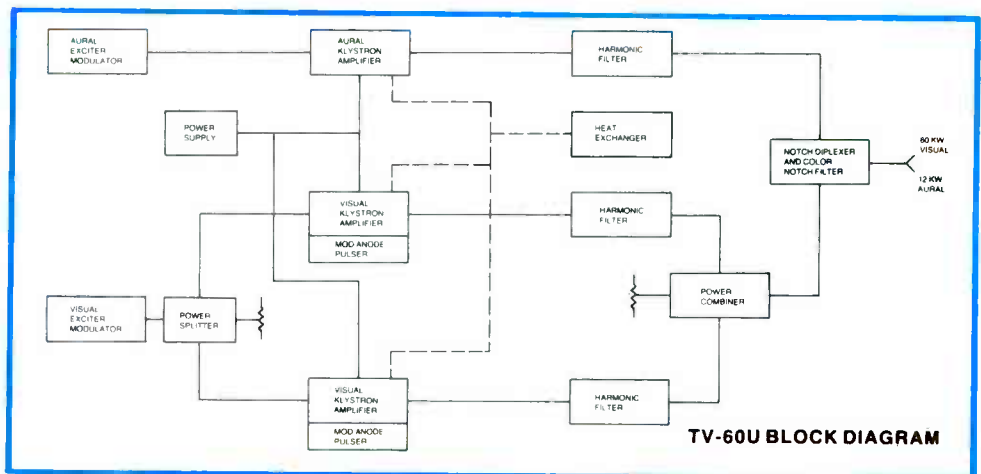 AURAL
EXCITER
MODULATOR
AURAL
KLYSTRON
AMPLIFIER
HARMONIC
FILTER
POWER
SUPPLY
HEAT
EXCHANGER
NOTCH DIPLEXER
AND COLOR
NOTCH FILTER
60 KW
VISUAL
12 KW
AURAL
VISUAL
KLYSTRON
AMPLIFIER
MOD ANODE
PULSER
HARMONIC
FILTER
VISUAL
EXCITER
MODULATOR
POWER
SPLITTER
POWER
COMBINER
VISUAL
KLYSTRON
AMPLIFIER
MOD ANODE
PULSER
HARMONIC
FILTER
TV-60U BLOCK DIAGRAM